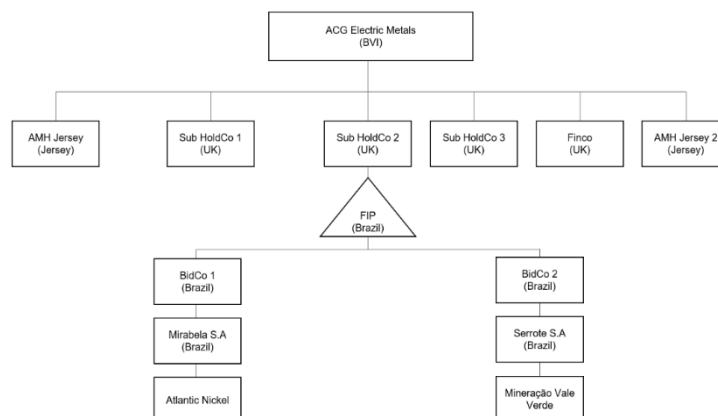 ACG Electric Metals
(BVI)
AMH Jersey
(Jersey)
Sub HoldCo 1
(UK)
Sub HoldCo 2
(UK)
Sub HoldCo 3
(UK)
Finco
(UK)
AMH Jersey 2
(Jersey)
FIP
(Brazil)
BidCo 1
(Brazil)
BidCo 2
(Brazil)
Mirabela S.A
(Brazil)
Serrote S.A
(Brazil)
Atlantic Nickel
Mineração Vale
Verde